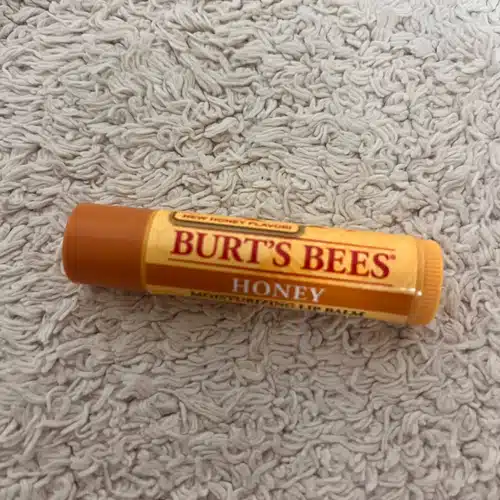 NEW HONEY FLAVOR!
BURT'S BEES®
HONEY
MOISTURIZING LIP BALM